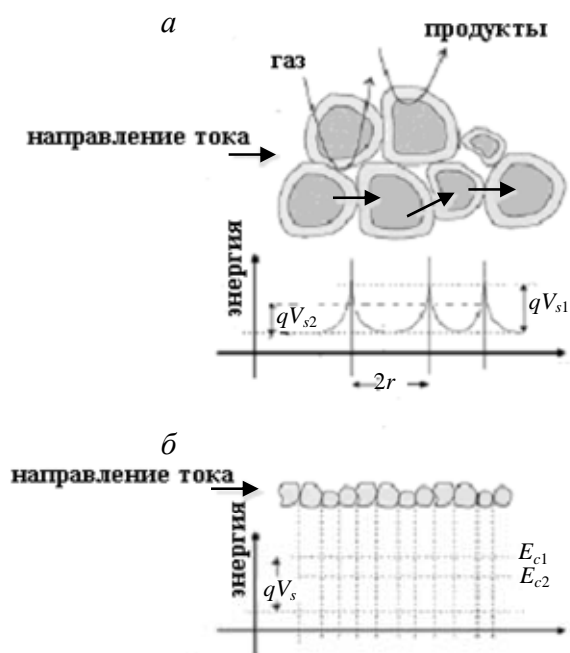 а
продукты
газ
направление тока
энергия
qVs2
qVs1
2r
б
направление тока
энергия
Ec1
Ec2
qVs